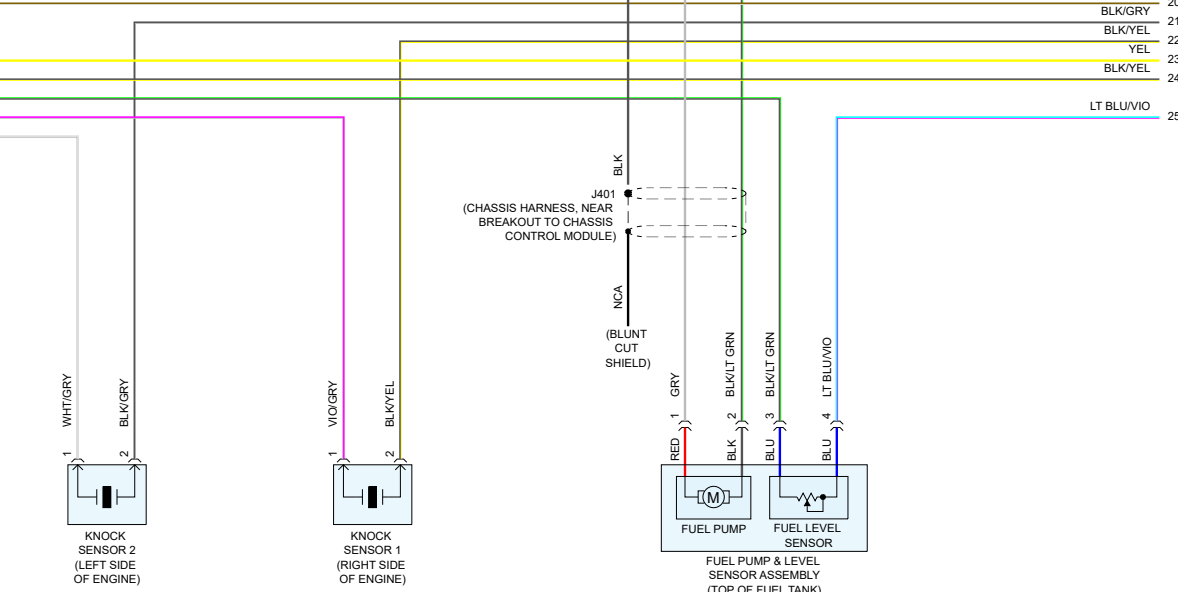 20
BLK/GRY
21
BLK/YEL
22
YEL
23
BLK/YEL
24
LT BLU/VIO
25
BLK
J401
(CHASSIS HARNESS, NEAR
BREAKOUT TO CHASSIS
CONTROL MODULE)
NCA
(BLUNT
CUT
SHIELD)
WHT/GRY
BLK/GRY
VIO/GRY
BLK/YEL
GRY
BLK/LT GRN
BLK/LT GRN
LT BLU/VIO
1
2
3
4
1
2
1
2
RED
BLK
BLU
BLU
M
FUEL PUMP
FUEL LEVEL
SENSOR
KNOCK
SENSOR 2
(LEFT SIDE
OF ENGINE)
KNOCK
SENSOR 1
(RIGHT SIDE
OF ENGINE)
FUEL PUMP & LEVEL
SENSOR ASSEMBLY
(TOP OF FUEL TANK)